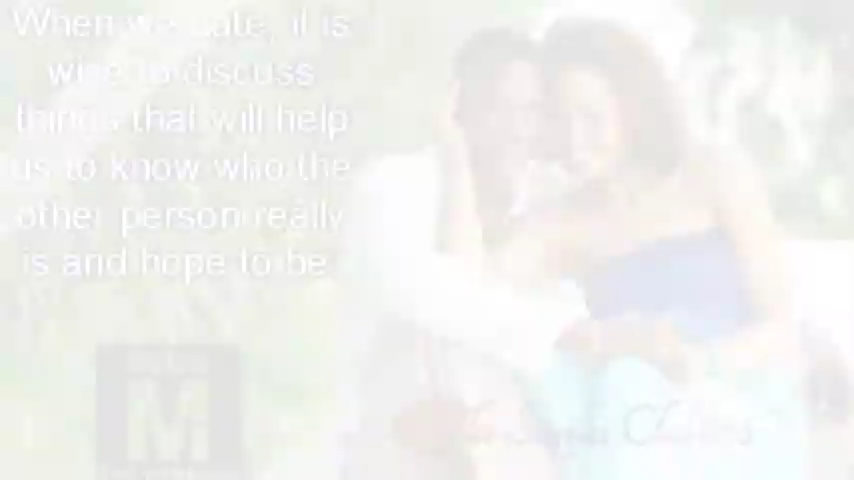 When we date, it is
wise to discuss
things that will help
us to know who the
other person really
is and hope to be
M